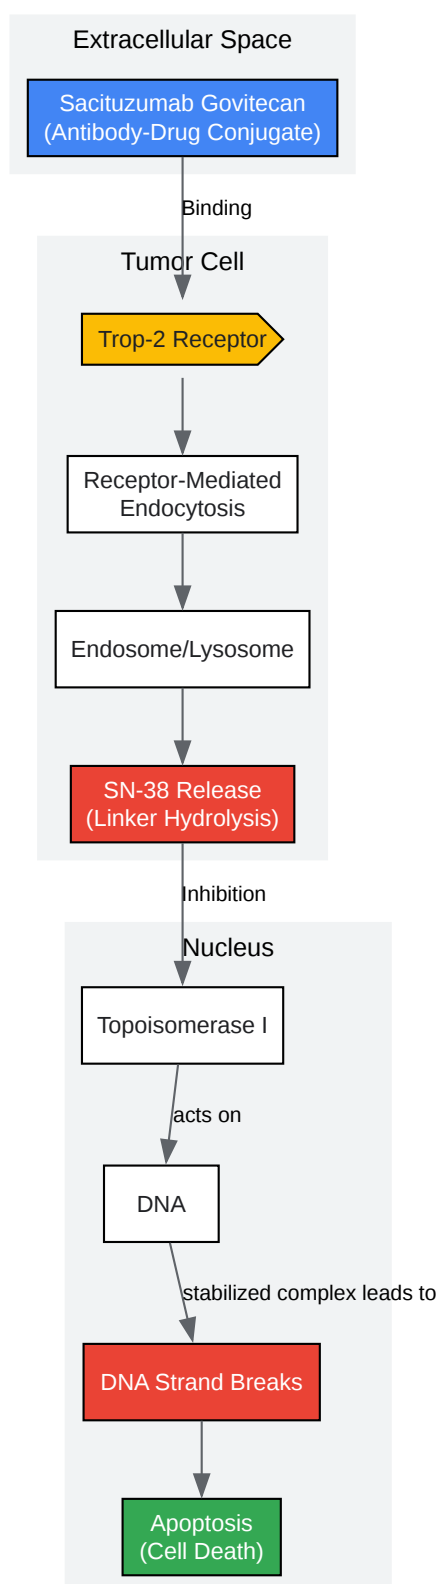 Extracellular Space
Sacituzumab Govitecan
(Antibody-Drug Conjugate)
Binding
Tumor Cell
Trop-2 Receptor
Receptor-Mediated
Endocytosis
Endosome/Lysosome
SN-38 Release
(Linker Hydrolysis)
Inhibition
Nucleus
Topoisomerase I
acts on
DNA
stabilized complex leads to
DNA Strand Breaks
Apoptosis
(Cell Death)